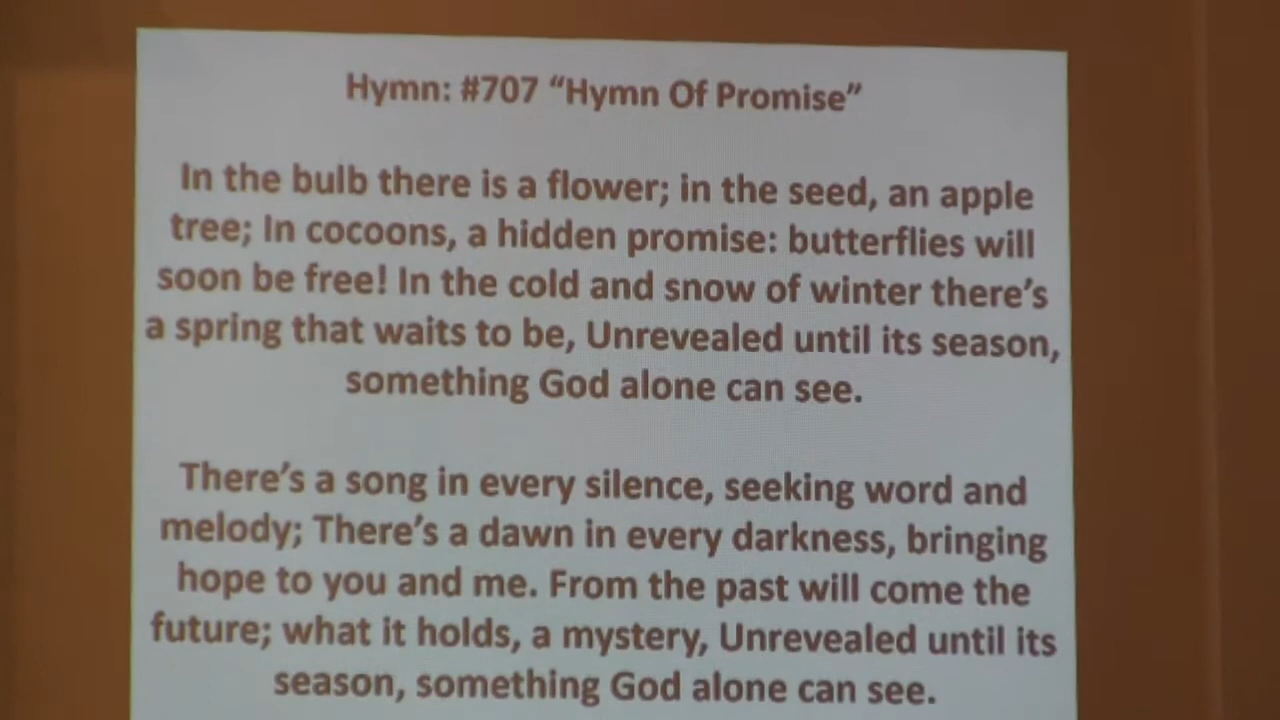 Hymn: #707 “Hymn Of Promise”
In the bulb there is a flower; in the seed, an apple
tree; In cocoons, a hidden promise: butterflies will
soon be free! In the cold and snow of winter there’s
a spring that waits to be, Unrevealed until its season,
something God alone can see.
There’s a song in every silence, seeking word and
melody; There’s a dawn in every darkness, bringing
hope to you and me. From the past will come the
future; what it holds, a mystery, Unrevealed until its
season, something God alone can see.